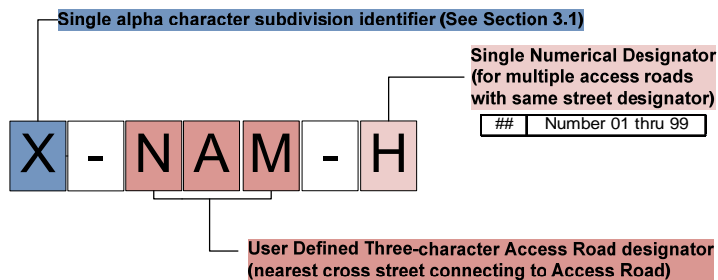 Single alpha character subdivision identifier (See Section 3.1)
Single Numerical Designator
(for multiple access roads
with same street designator)
## Number 01 thru 99
X - N A M - H
User Defined Three-character Access Road designator
(nearest cross street connecting to Access Road)